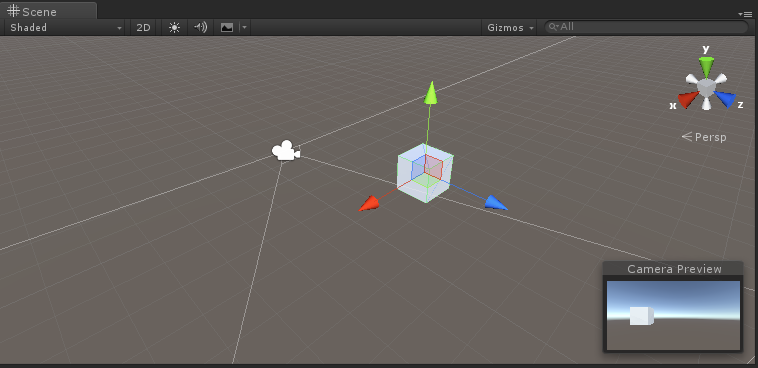 Scene
Shaded 2D Gizmos All
y
x z
Persp
Camera Preview